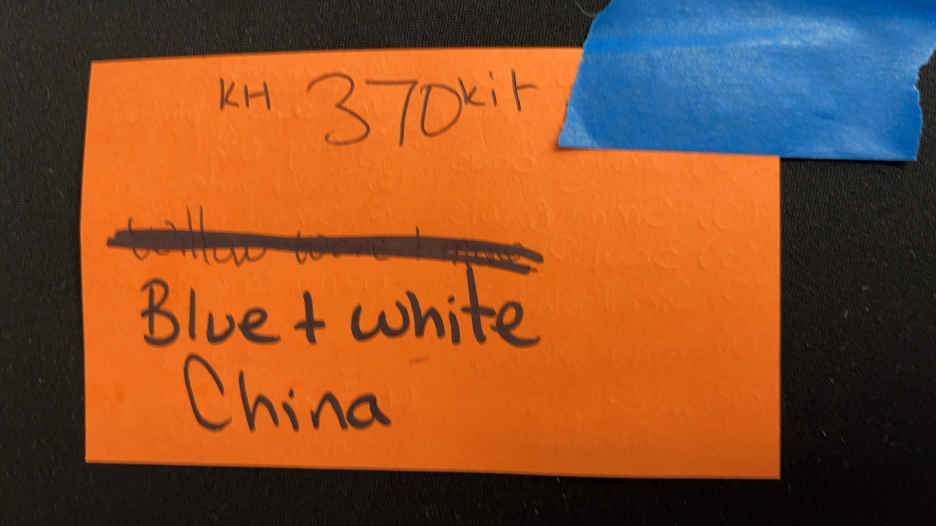 KH 370 kit
Blue + white
China